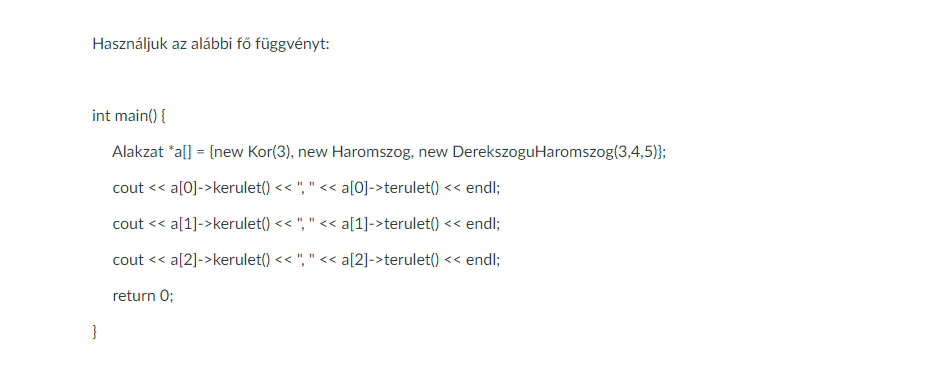 Használjuk az alábbi fő függvényt:
int main() {
Alakzat *a[] = {new Kor(3), new Haromszog, new DerekszoguHaromszog(3,4,5)};
cout << a[0]->kerulet() << ", " << a[0]->terulet() << endl;
cout << a[1]->kerulet() << ", " << a[1]->terulet() << endl;
cout << a[2]->kerulet() << ", " << a[2]->terulet() << endl;
return 0;
}